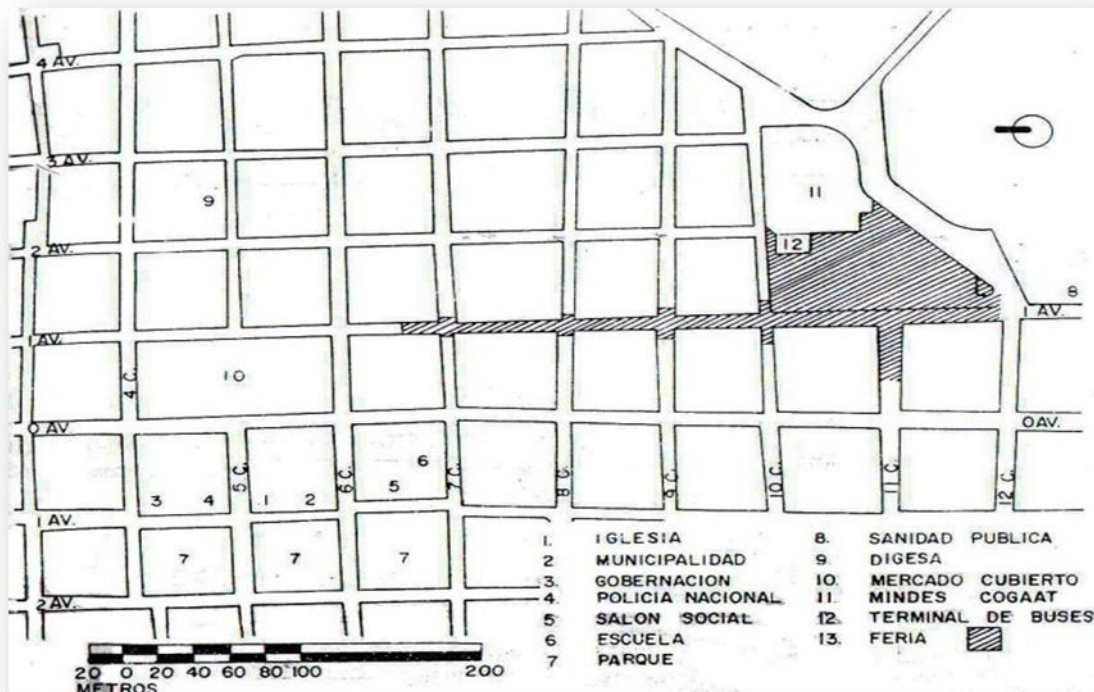 4 AV.
3 AV.
9
11
2 AV.
12
8
1 AV.
1 AV.
4 C.
10
0 AV.
0 AV.
6
5 C.
6 C.
7 C.
8 C.
9 C.
10 C.
11 C.
12 C.
3 4 1 2 5
1 AV.
7 7 7
2 AV.
1. IGLESIA
2 MUNICIPALIDAD
3. GOBERNACION
4. POLICIA NACIONAL
5 SALON SOCIAL
6 ESCUELA
7 PARQUE
8. SANIDAD PUBLICA
9. DIGESA
10. MERCADO CUBIERTO
11. MINDES COGAAT
12. TERMINAL DE BUSES
13. FERIA
20 0 20 40 60 80 100 200
METROS